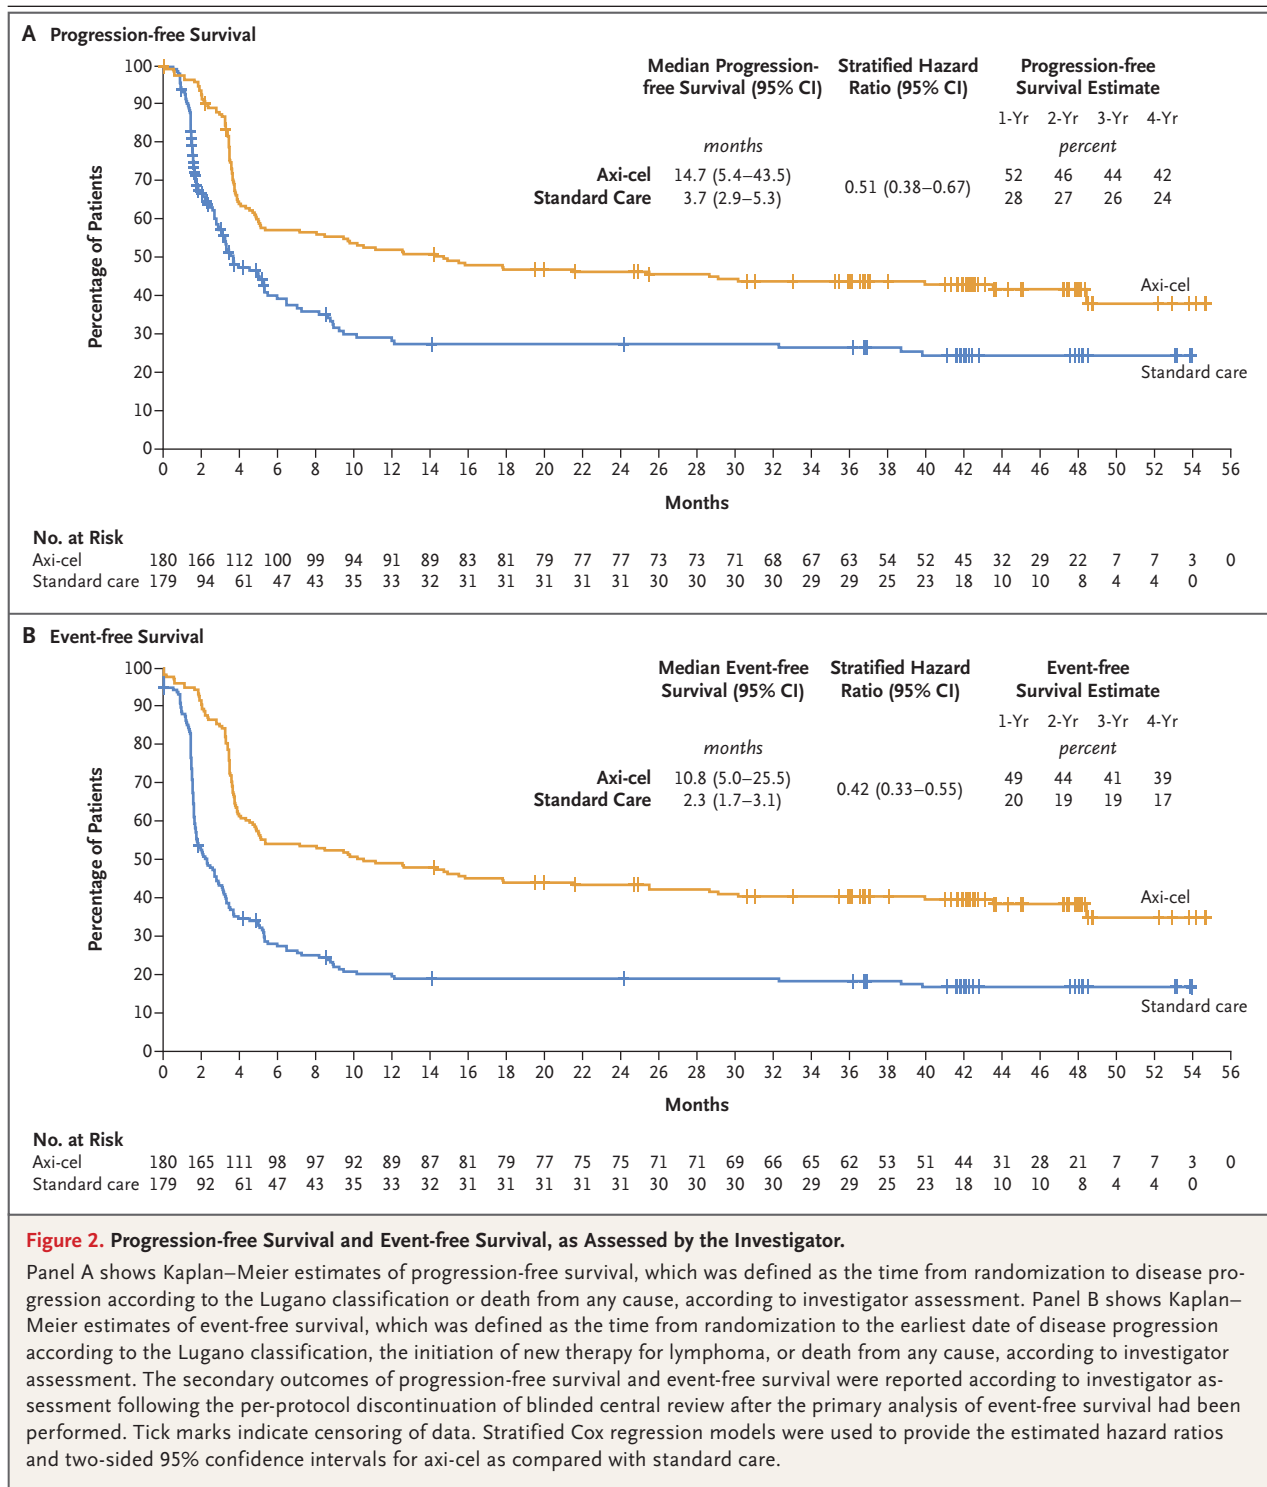 A Progression-free Survival
Median Progression-free Survival (95% CI)
Stratified Hazard Ratio (95% CI)
Progression-free Survival Estimate
1-Yr 2-Yr 3-Yr 4-Yr
months percent
Axi-cel 14.7 (5.4–43.5) 52 46 44 42
0.51 (0.38–0.67)
Standard Care 3.7 (2.9–5.3) 28 27 26 24
Percentage of Patients
100
90
80
70
60
50
40
30
20
10
0
Axi-cel
Standard care
0 2 4 6 8 10 12 14 16 18 20 22 24 26 28 30 32 34 36 38 40 42 44 46 48 50 52 54 56
Months
No. at Risk
Axi-cel 180 166 112 100 99 94 91 89 83 81 79 77 77 73 73 71 68 67 63 54 52 45 32 29 22 7 7 3 0
Standard care 179 94 61 47 43 35 33 32 31 31 31 31 31 30 30 30 30 29 29 25 23 18 10 10 8 4 4 0
B Event-free Survival
Median Event-free Survival (95% CI)
Stratified Hazard Ratio (95% CI)
Event-free Survival Estimate
1-Yr 2-Yr 3-Yr 4-Yr
months percent
Axi-cel 10.8 (5.0–25.5) 49 44 41 39
0.42 (0.33–0.55)
Standard Care 2.3 (1.7–3.1) 20 19 19 17
Percentage of Patients
100
90
80
70
60
50
40
30
20
10
0
Axi-cel
Standard care
0 2 4 6 8 10 12 14 16 18 20 22 24 26 28 30 32 34 36 38 40 42 44 46 48 50 52 54 56
Months
No. at Risk
Axi-cel 180 165 111 98 97 92 89 87 81 79 77 75 75 71 71 69 66 65 62 53 51 44 31 28 21 7 7 3 0
Standard care 179 92 61 47 43 35 33 32 31 31 31 31 31 30 30 30 30 29 29 25 23 18 10 10 8 4 4 0
Figure 2. Progression-free Survival and Event-free Survival, as Assessed by the Investigator.
Panel A shows Kaplan–Meier estimates of progression-free survival, which was defined as the time from randomization to disease pro-
gression according to the Lugano classification or death from any cause, according to investigator assessment. Panel B shows Kaplan–
Meier estimates of event-free survival, which was defined as the time from randomization to the earliest date of disease progression
according to the Lugano classification, the initiation of new therapy for lymphoma, or death from any cause, according to investigator
assessment. The secondary outcomes of progression-free survival and event-free survival were reported according to investigator as-
sessment following the per-protocol discontinuation of blinded central review after the primary analysis of event-free survival had been
performed. Tick marks indicate censoring of data. Stratified Cox regression models were used to provide the estimated hazard ratios
and two-sided 95% confidence intervals for axi-cel as compared with standard care.